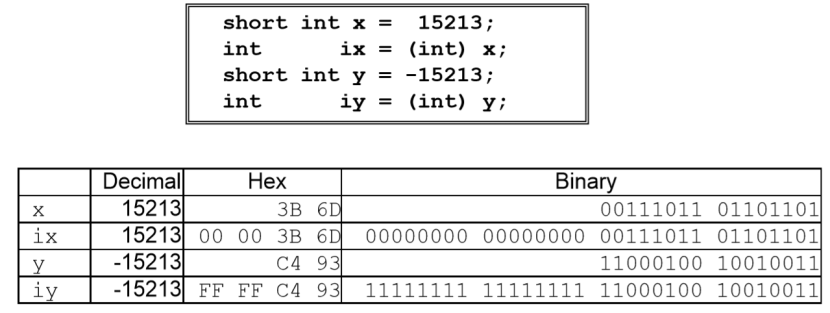 short int x = 15213;
int ix = (int) x;
short int y = -15213;
int iy = (int) y;
Decimal Hex Binary
x 15213 3B 6D 00111011 01101101
ix 15213 00 00 3B 6D 00000000 00000000 00111011 01101101
y -15213 C4 93 11000100 10010011
iy -15213 FF FF C4 93 11111111 11111111 11000100 10010011